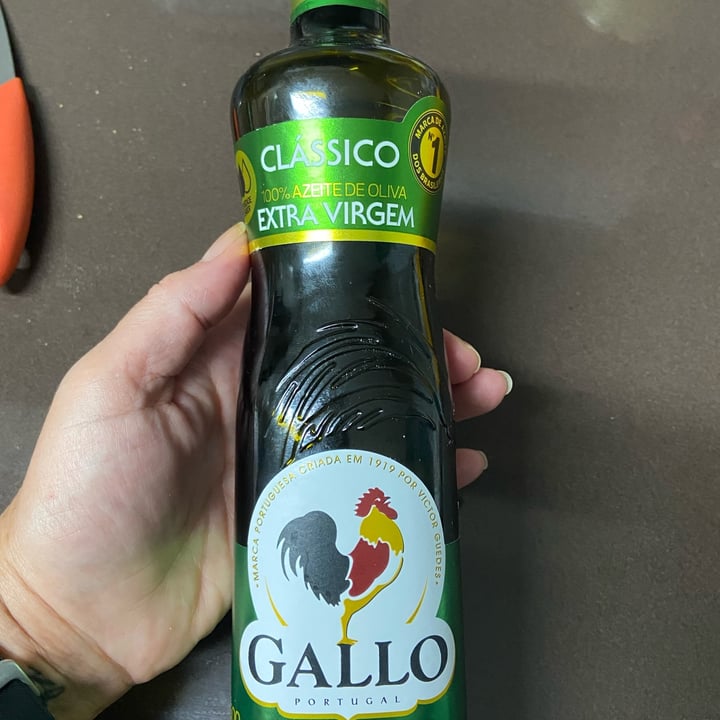 CLÁSSICO
100% AZEITE DE OLIVA
EXTRA VIRGEM
MARCA DE
Nº 1
DOS
MARCA PORTUGUESA CRIADA EM 1919 POR VICTOR GUEDES
GALLO
PORTUGAL